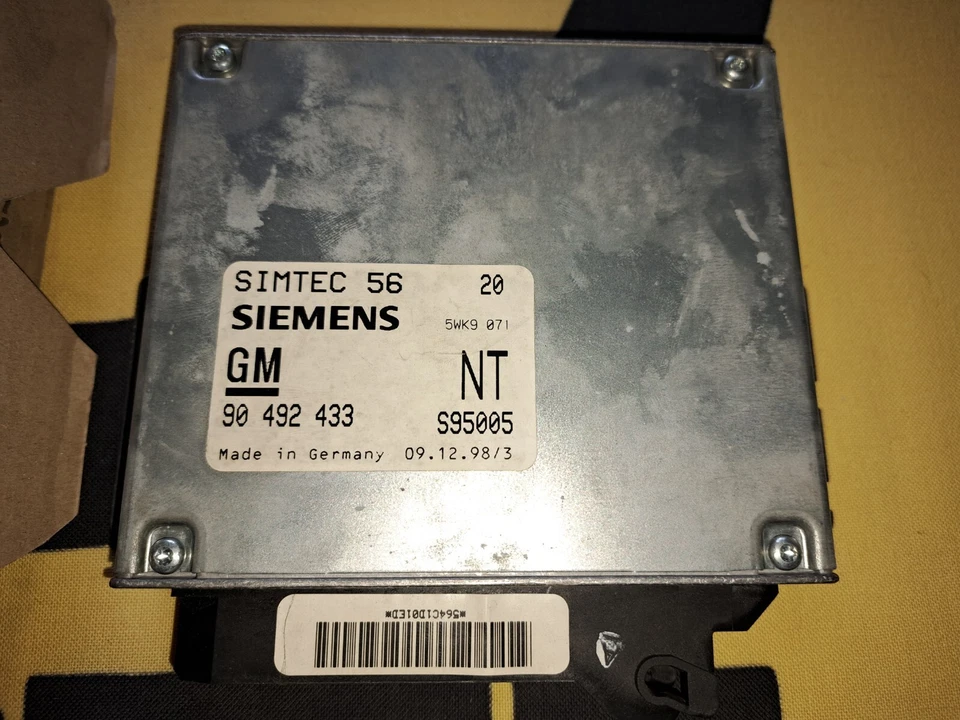 SIMTEC 56 20
SIEMENS 5WK9 071
GM NT
90 492 433 S95005
Made in Germany 09.12.98/3
*564C1D01ED*